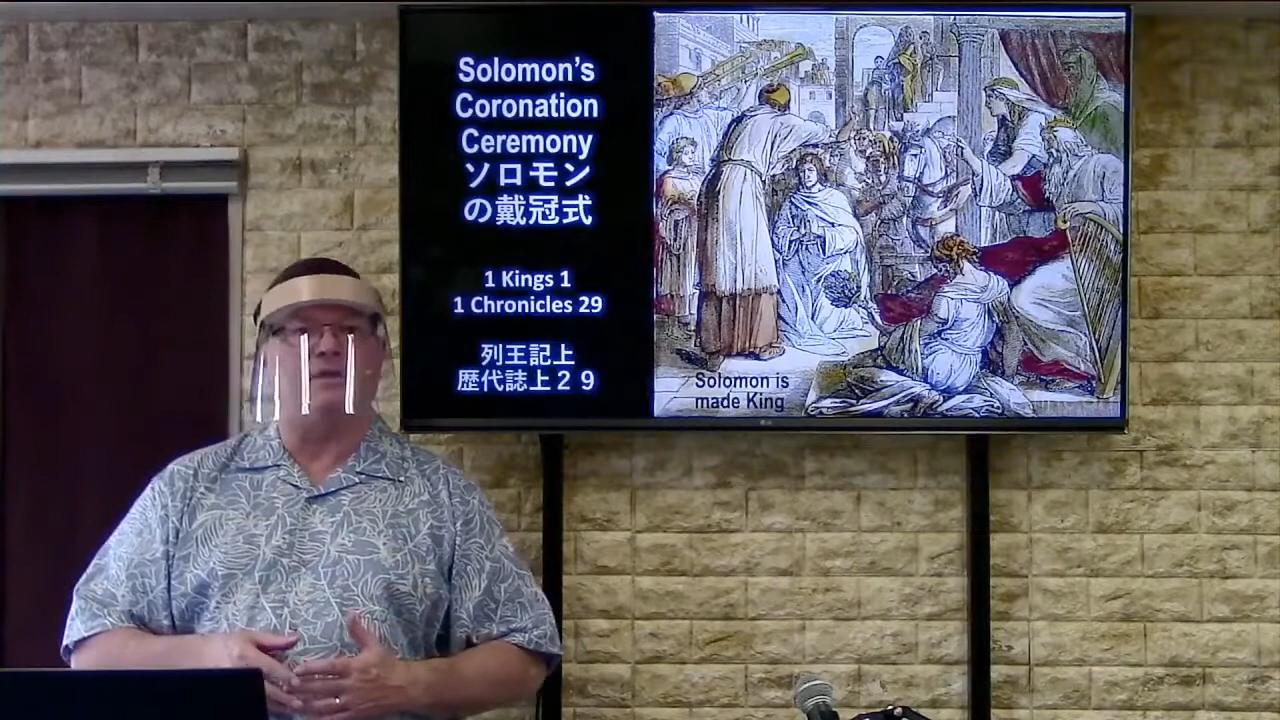 Solomon's
Coronation
Ceremony
ソロモン
の戴冠式
1 Kings 1
1 Chronicles 29
列王記上
歴代誌上２９
Solomon is
made King
LG